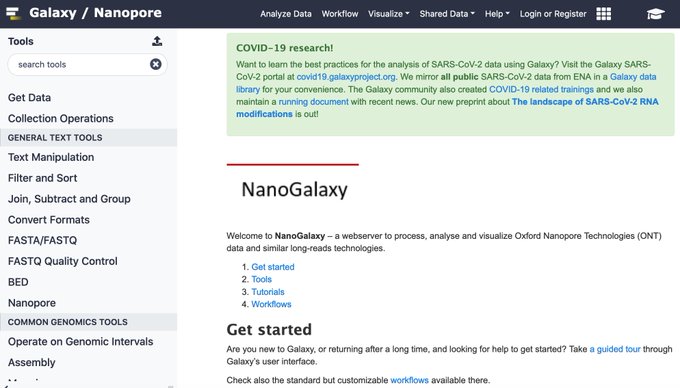 Galaxy / Nanopore
Analyze Data Workflow Visualize Shared Data Help Login or Register
Tools
search tools
Get Data
Collection Operations
GENERAL TEXT TOOLS
Text Manipulation
Filter and Sort
Join, Subtract and Group
Convert Formats
FASTA/FASTQ
FASTQ Quality Control
BED
Nanopore
COMMON GENOMICS TOOLS
Operate on Genomic Intervals
Assembly
COVID-19 research!
Want to learn the best practices for the analysis of SARS-CoV-2 data using Galaxy? Visit the Galaxy SARS-
CoV-2 portal at covid19.galaxyproject.org. We mirror all public SARS-CoV-2 data from ENA in a Galaxy data
library for your convenience. The Galaxy community also created COVID-19 related trainings and we also
maintain a running document with recent news. Our new preprint about The landscape of SARS-CoV-2 RNA
modifications is out!
NanoGalaxy
Welcome to NanoGalaxy – a webserver to process, analyse and visualize Oxford Nanopore Technologies (ONT)
data and similar long-reads technologies.
1. Get started
2. Tools
3. Tutorials
4. Workflows
Get started
Are you new to Galaxy, or returning after a long time, and looking for help to get started? Take a guided tour through
Galaxy's user interface.
Check also the standard but customizable workflows available there.